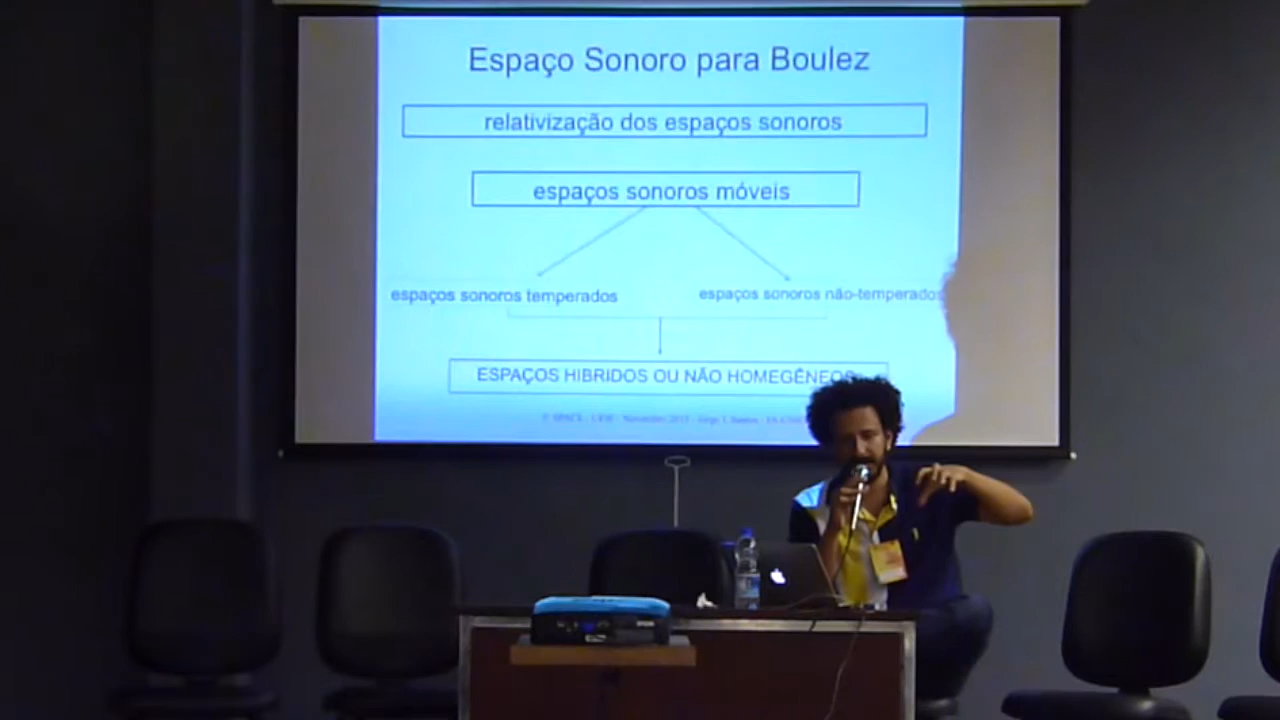 Espaço Sonoro para Boulez
relativização dos espaços sonoros
espaços sonoros móveis
espaços sonoros temperados
espaços sonoros não-temperados
ESPAÇOS HIBRIDOS OU NÃO HOMEGÊNEOS